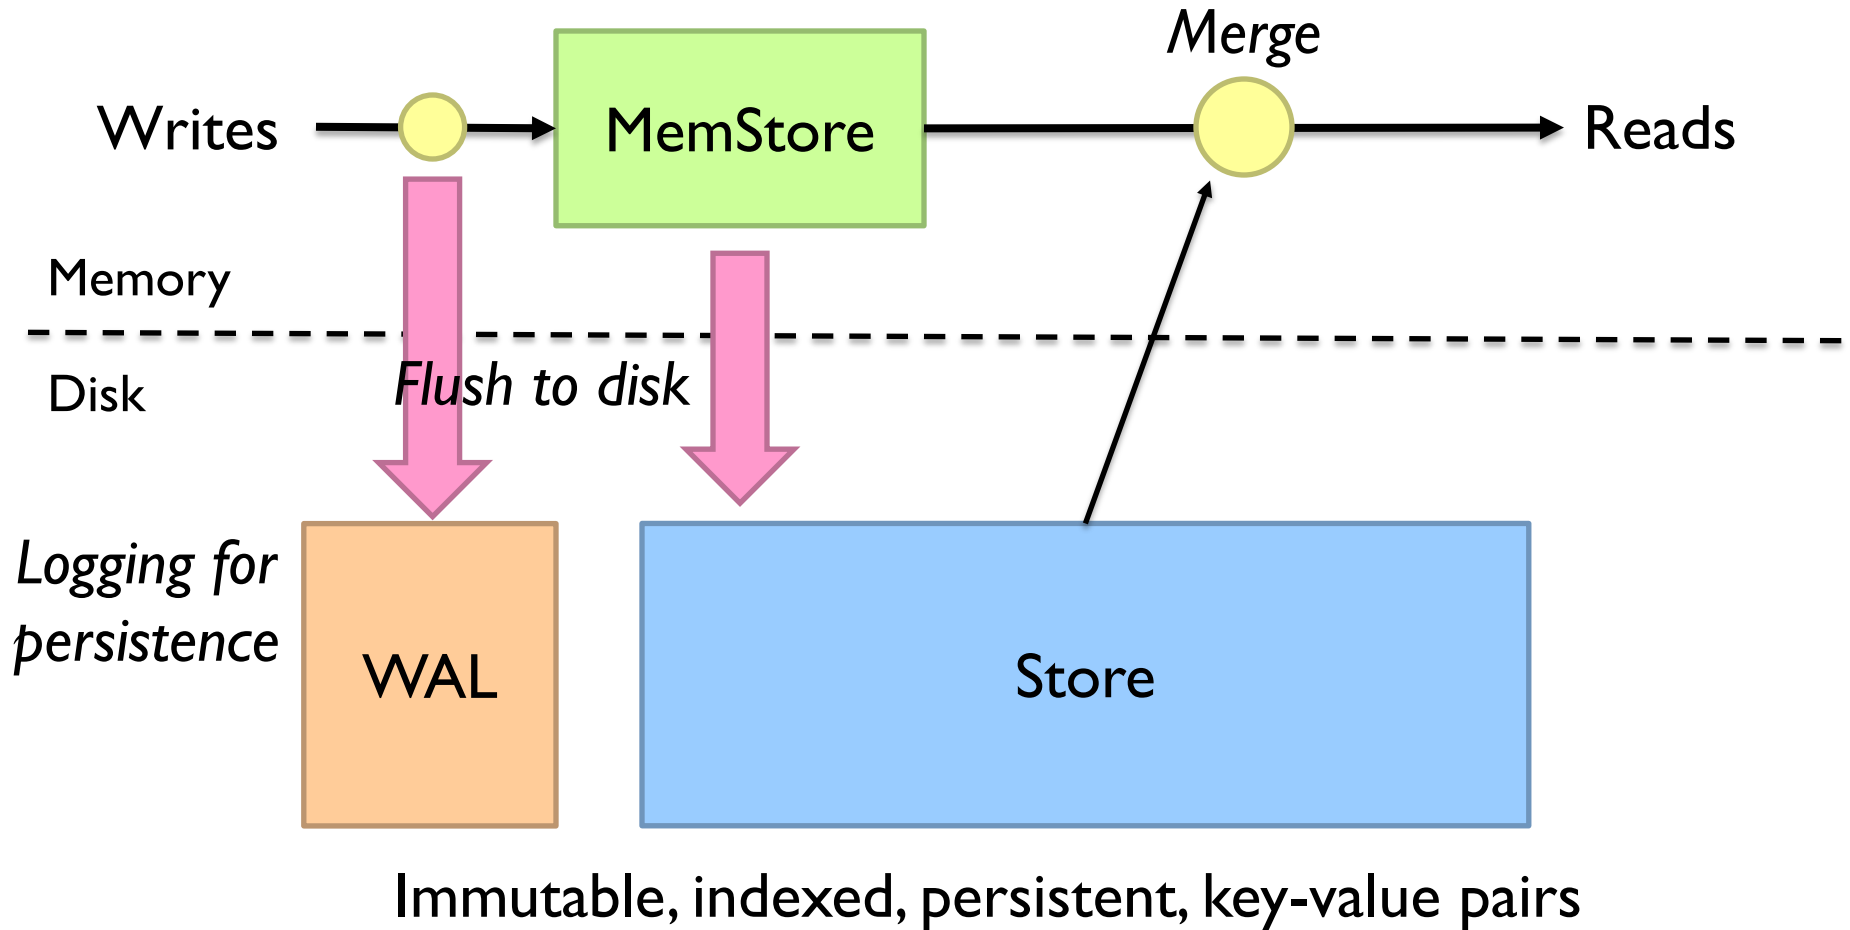 Merge
Writes
MemStore
Reads
Memory
Disk
Flush to disk
Logging for
persistence
WAL
Store
Immutable, indexed, persistent, key-value pairs